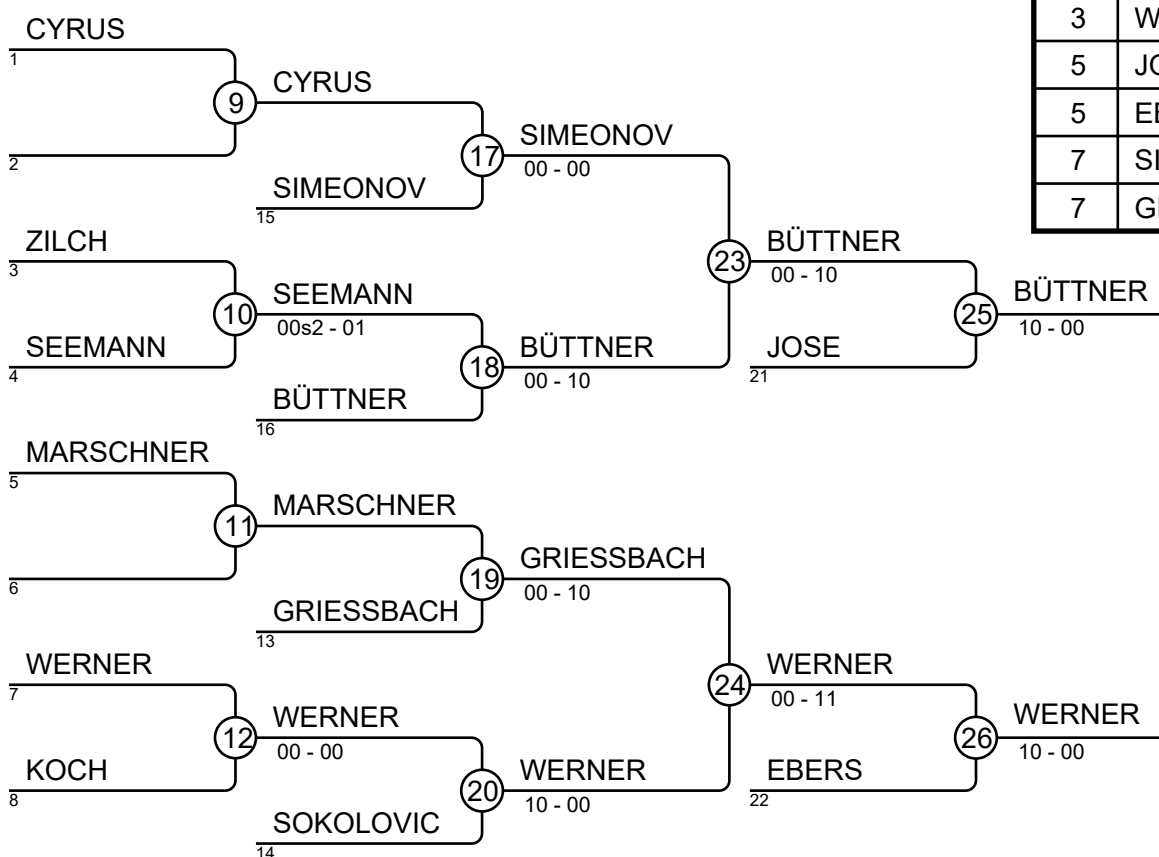 CYRUS
1
9
2
CYRUS
17
SIMEONOV
15
SIMEONOV
00 - 00
ZILCH
3
10
SEEMANN
4
SEEMANN
00s2 - 01
18
BÜTTNER
16
BÜTTNER
00 - 10
23
BÜTTNER
00 - 10
25
JOSE
21
BÜTTNER
10 - 00
MARSCHNER
5
11
6
MARSCHNER
19
GRIESSBACH
13
GRIESSBACH
00 - 10
WERNER
7
12
KOCH
8
WERNER
00 - 00
20
SOKOLOVIC
14
WERNER
10 - 00
24
WERNER
00 - 11
26
EBERS
22
WERNER
10 - 00
3 W
5 JO
5
7 SI
7